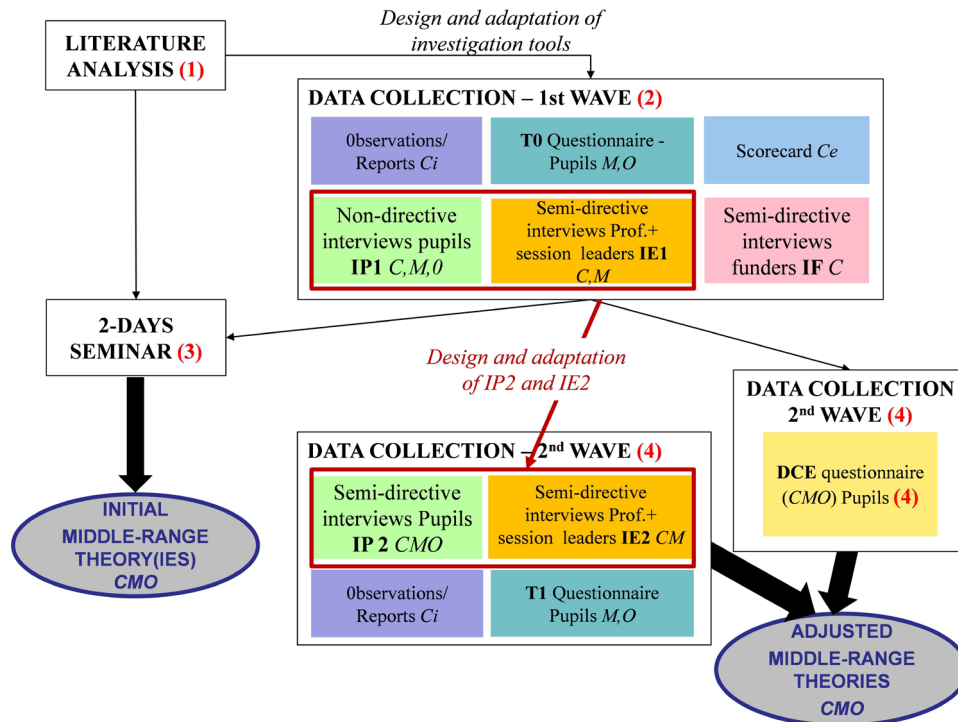 Design and adaptation of
investigation tools
LITERATURE
ANALYSIS (1)
DATA COLLECTION – 1st WAVE (2)
0bservations/
Reports Ci
T0 Questionnaire -
Pupils M,O
Scorecard Ce
Non-directive
interviews pupils
IP1 C,M,0
Semi-directive
interviews Prof.+
session leaders IE1
C,M
Semi-directive
interviews
funders IF C
2-DAYS
SEMINAR (3)
Design and adaptation
of IP2 and IE2
DATA COLLECTION
2nd WAVE (4)
DCE questionnaire
(CMO) Pupils (4)
DATA COLLECTION – 2nd WAVE (4)
Semi-directive
interviews Pupils
IP 2 CMO
Semi-directive
interviews Prof.+
session leaders IE2 CM
0bservations/
Reports Ci
T1 Questionnaire
Pupils M,O
INITIAL
MIDDLE-RANGE
THEORY(IES)
CMO
ADJUSTED
MIDDLE-RANGE
THEORIES
CMO